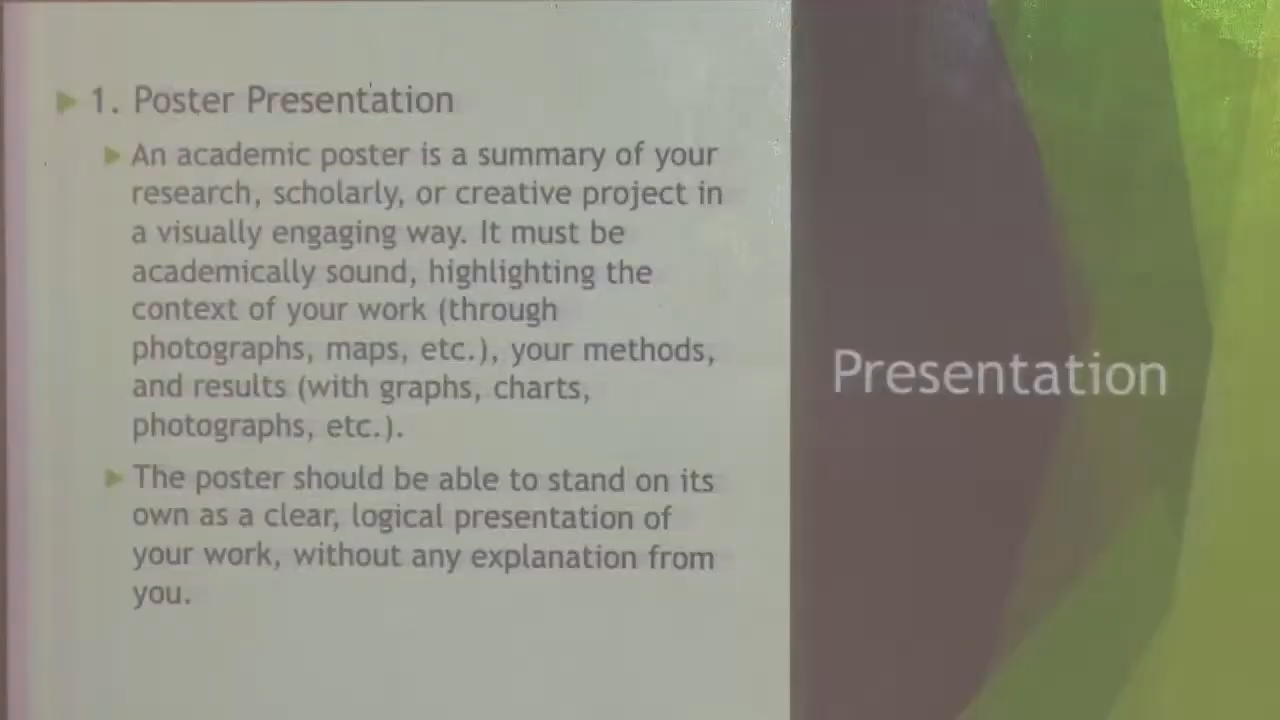 1. Poster Presentation
An academic poster is a summary of your
research, scholarly, or creative project in
a visually engaging way. It must be
academically sound, highlighting the
context of your work (through
photographs, maps, etc.), your methods,
and results (with graphs, charts,
photographs, etc.).
The poster should be able to stand on its
own as a clear, logical presentation of
your work, without any explanation from
you.
Presentation